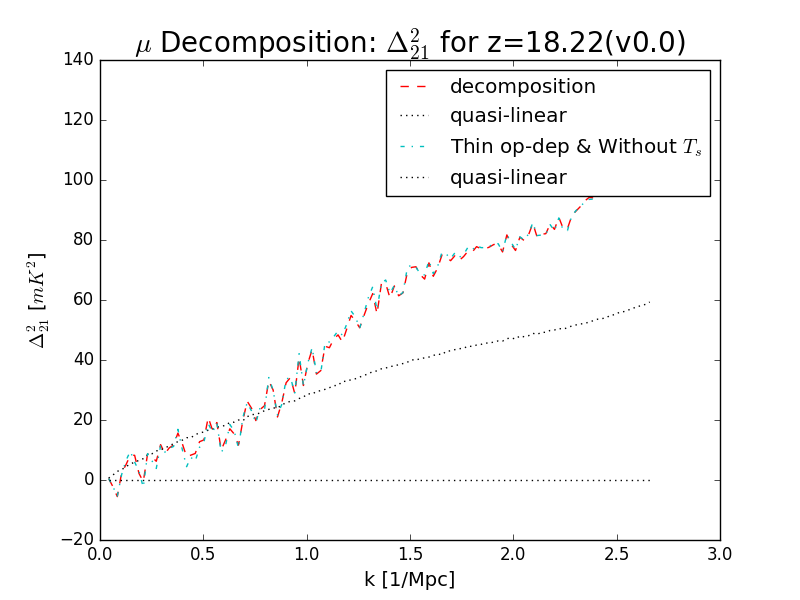 μ Decomposition: Δ²₂₁ for z=18.22(v0.0)
140
120
100
80
60
40
20
0
−20
Δ²₂₁ [mK²]
decomposition
quasi-linear
Thin op-dep & Without Tₛ
quasi-linear
0.0 0.5 1.0 1.5 2.0 2.5 3.0
k [1/Mpc]